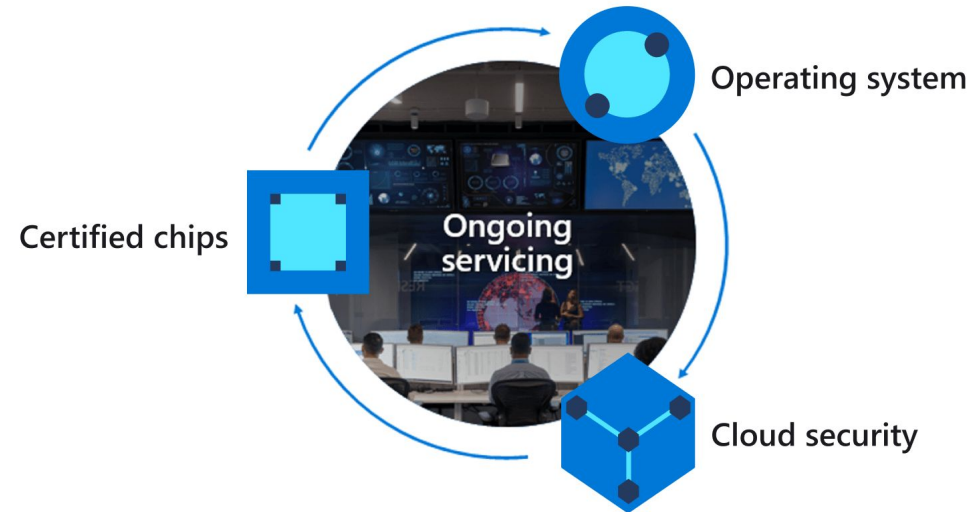 Operating system
Certified chips
Ongoing
servicing
Cloud security